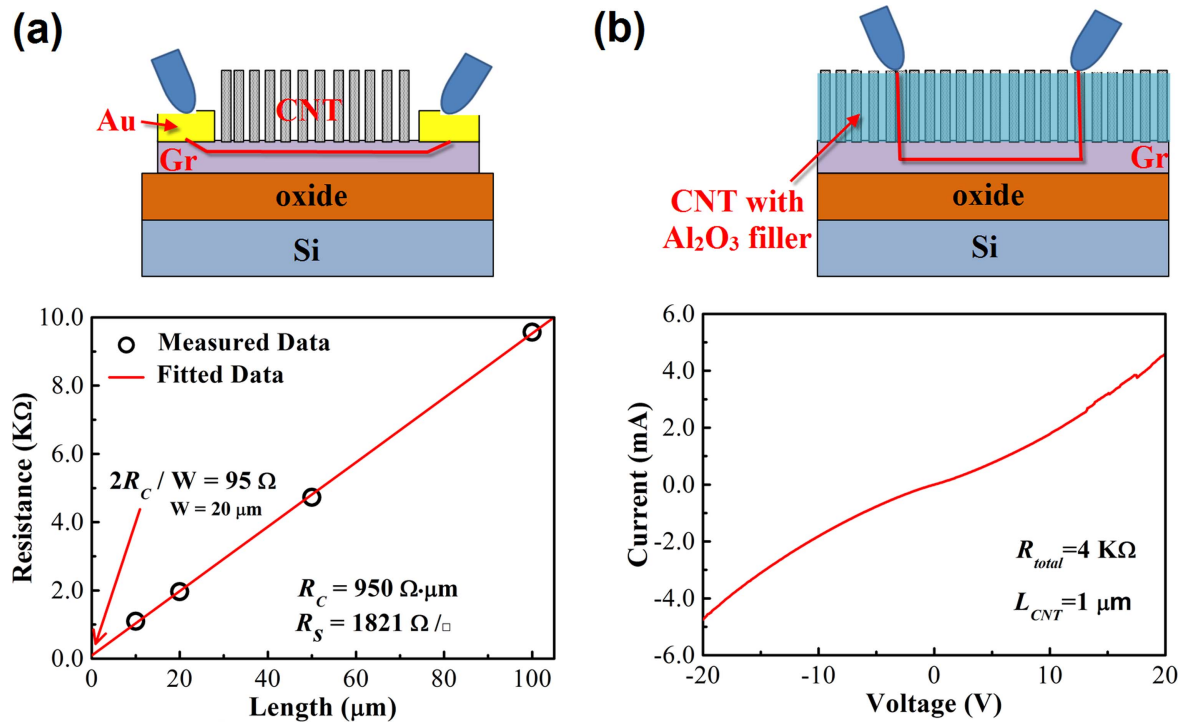 (a)
CNT
Au
Gr
oxide
Si
(b)
Gr
oxide
CNT with
Al₂O₃ filler
Si
10.0
8.0
6.0
4.0
2.0
0.0
Resistance (KΩ)
Measured Data
Fitted Data
2R_C / W = 95 Ω
W = 20 μm
R_C = 950 Ω·μm
R_S = 1821 Ω /□
0 20 40 60 80 100
Length (μm)
6.0
4.0
2.0
0.0
-2.0
-4.0
-6.0
Current (mA)
R_total=4 KΩ
L_CNT=1 μm
-20 -10 0 10 20
Voltage (V)